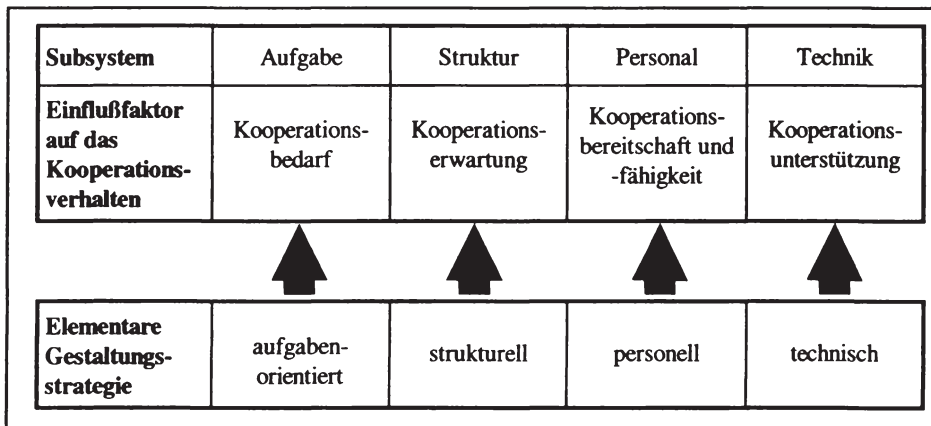 Subsystem Aufgabe Struktur Personal Technik
Einflußfaktor
auf das
Kooperations-
verhalten
Kooperations-
bedarf
Kooperations-
erwartung
Kooperations-
bereitschaft und
-fähigkeit
Kooperations-
unterstützung
Elementare
Gestaltungs-
strategie
aufgaben-
orientiert
strukturell
personell
technisch